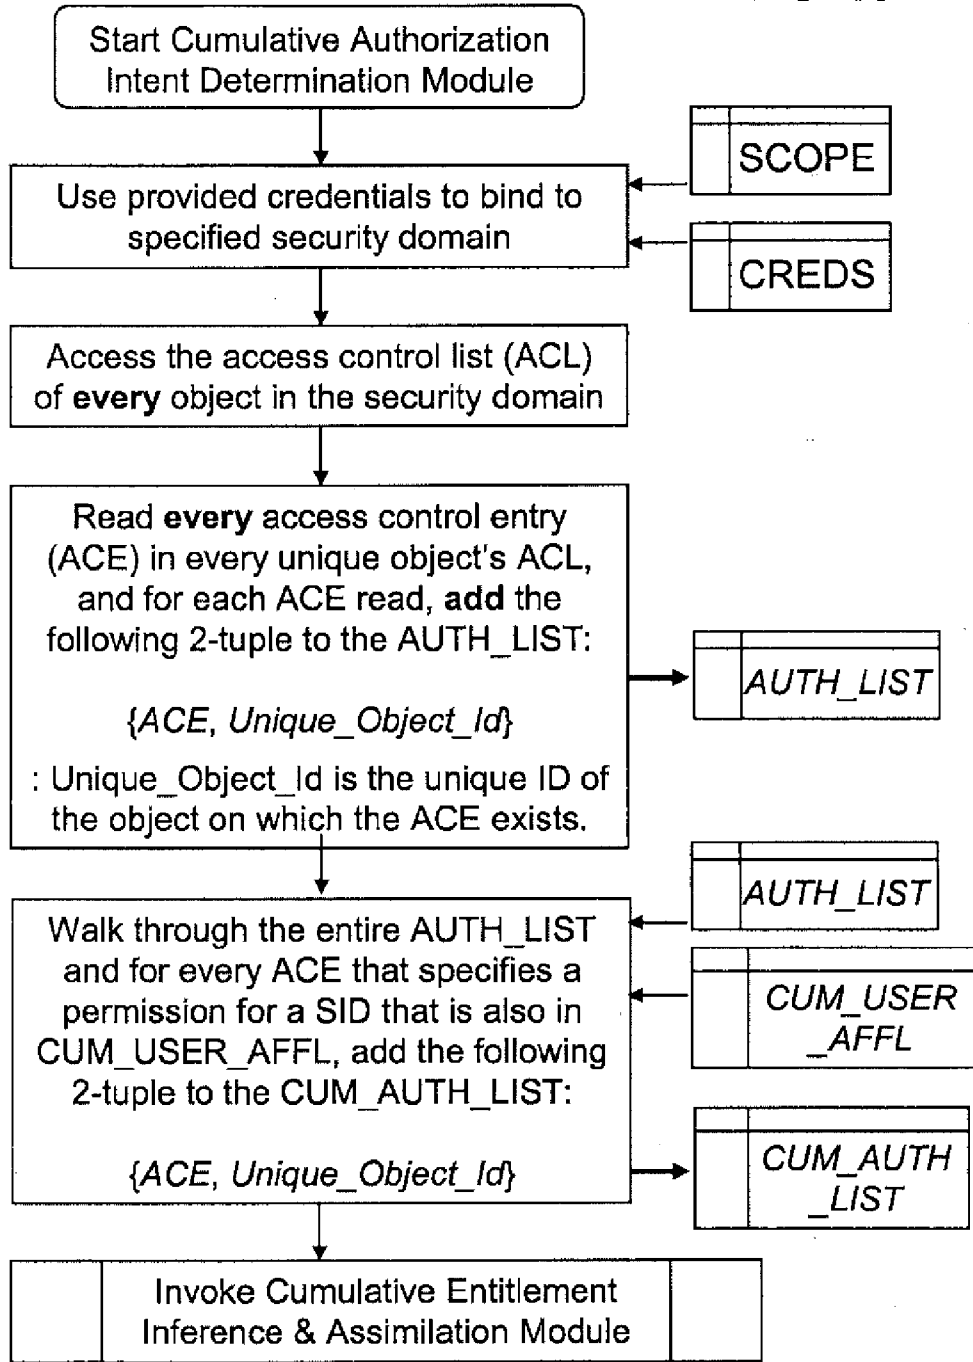 Start Cumulative Authorization
Intent Determination Module
Use provided credentials to bind to
specified security domain
SCOPE
CREDS
Access the access control list (ACL)
of every object in the security domain
Read every access control entry
(ACE) in every unique object's ACL,
and for each ACE read, add the
following 2-tuple to the AUTH_LIST:
{ACE, Unique_Object_Id}
: Unique_Object_Id is the unique ID of
the object on which the ACE exists.
AUTH_LIST
Walk through the entire AUTH_LIST
and for every ACE that specifies a
permission for a SID that is also in
CUM_USER_AFFL, add the following
2-tuple to the CUM_AUTH_LIST:
{ACE, Unique_Object_Id}
AUTH_LIST
CUM_USER
_AFFL
CUM_AUTH
_LIST
Invoke Cumulative Entitlement
Inference & Assimilation Module